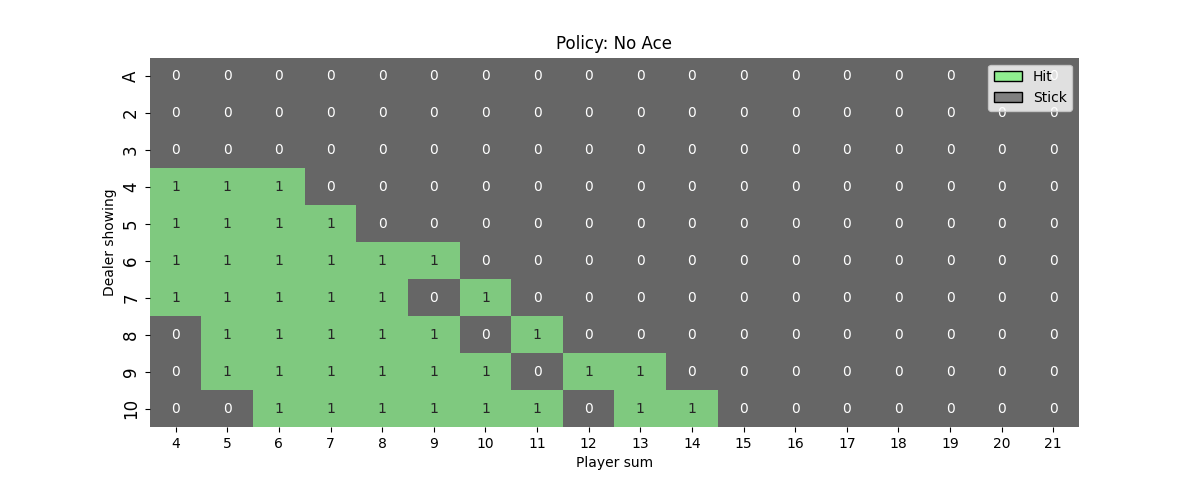 Policy: No Ace
A 0 0 0 0 0 0 0 0 0 0 0 0 0 0 0 0 0 0
Hit
2 0 0 0 0 0 0 0 0 0 0 0 0 0 0 0 0 0 0
Stick
3 0 0 0 0 0 0 0 0 0 0 0 0 0 0 0 0 0 0
4 1 1 1 0 0 0 0 0 0 0 0 0 0 0 0 0 0 0
5 1 1 1 1 0 0 0 0 0 0 0 0 0 0 0 0 0 0
6 1 1 1 1 1 1 0 0 0 0 0 0 0 0 0 0 0 0
7 1 1 1 1 1 0 1 0 0 0 0 0 0 0 0 0 0 0
8 0 1 1 1 1 1 0 1 0 0 0 0 0 0 0 0 0 0
9 0 1 1 1 1 1 1 0 1 1 0 0 0 0 0 0 0 0
10 0 0 1 1 1 1 1 1 0 1 1 0 0 0 0 0 0 0
Dealer showing
4 5 6 7 8 9 10 11 12 13 14 15 16 17 18 19 20 21
Player sum